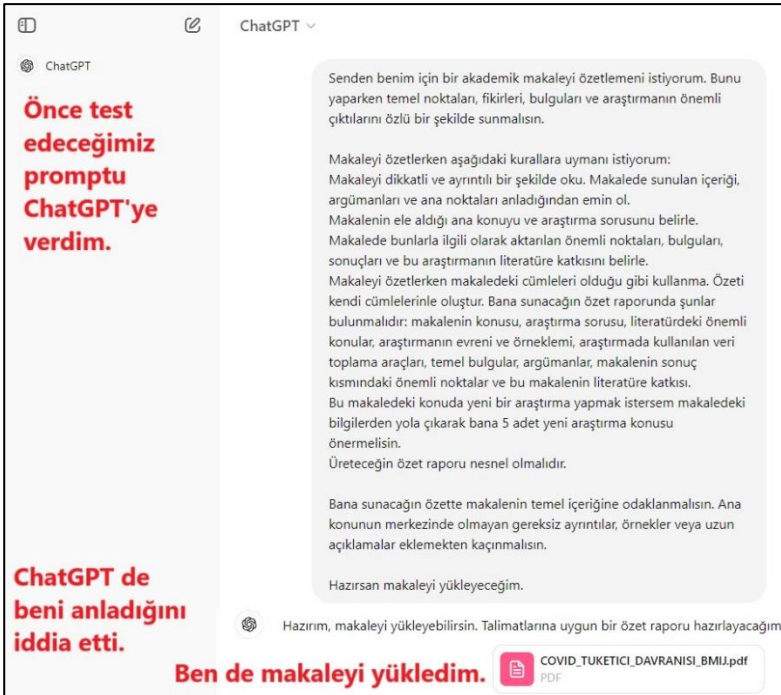 ChatGPT
ChatGPT
Önce test
edeceğimiz
promptu
ChatGPT'ye
verdim.
Senden benim için bir akademik makaleyi özetlemeni istiyorum. Bunu
yaparken temel noktaları, fikirleri, bulguları ve araştırmanın önemli
çıktılarını özlü bir şekilde sunmalısın.
Makaleyi özetlerken aşağıdaki kurallara uymanı istiyorum:
Makaleyi dikkatli ve ayrıntılı bir şekilde oku. Makalede sunulan içeriği,
argümanları ve ana noktaları anladığından emin ol.
Makalenin ele aldığı ana konuyu ve araştırma sorusunu belirle.
Makalede bunlarla ilgili olarak aktarılan önemli noktaları, bulguları,
sonuçları ve bu araştırmanın literatüre katkısını belirle.
Makaleyi özetlerken makaledeki cümleleri olduğu gibi kullanma. Özeti
kendi cümlelerinle oluştur. Bana sunacağın özet raporunda şunlar
bulunmalıdır: makalenin konusu, araştırma sorusu, literatürdeki önemli
konular, araştırmanın evreni ve örneklemi, araştırmada kullanılan veri
toplama araçları, temel bulgular, argümanlar, makalenin sonuç
kısmındaki önemli noktalar ve bu makalenin literatüre katkısı.
Bu makaledeki konuda yeni bir araştırma yapmak istersem makaledeki
bilgilerden yola çıkarak bana 5 adet yeni araştırma konusu
önermelisin.
Üreteceğin özet raporu nesnel olmalıdır.
Bana sunacağın özette makalenin temel içeriğine odaklanmalısın. Ana
konunun merkezinde olmayan gereksiz ayrıntılar, örnekler veya uzun
açıklamalar eklemekten kaçınmalısın.
Hazırsan makaleyi yükleyeceğim.
ChatGPT de
beni anladığını
iddia etti.
Hazırım, makaleyi yükleyebilirsin. Talimatlarına uygun bir özet raporu hazırlayacağım
Ben de makaleyi yükledim.
COVID_TUKETICI_DAVRANISI_BMIJ.pdf
PDF